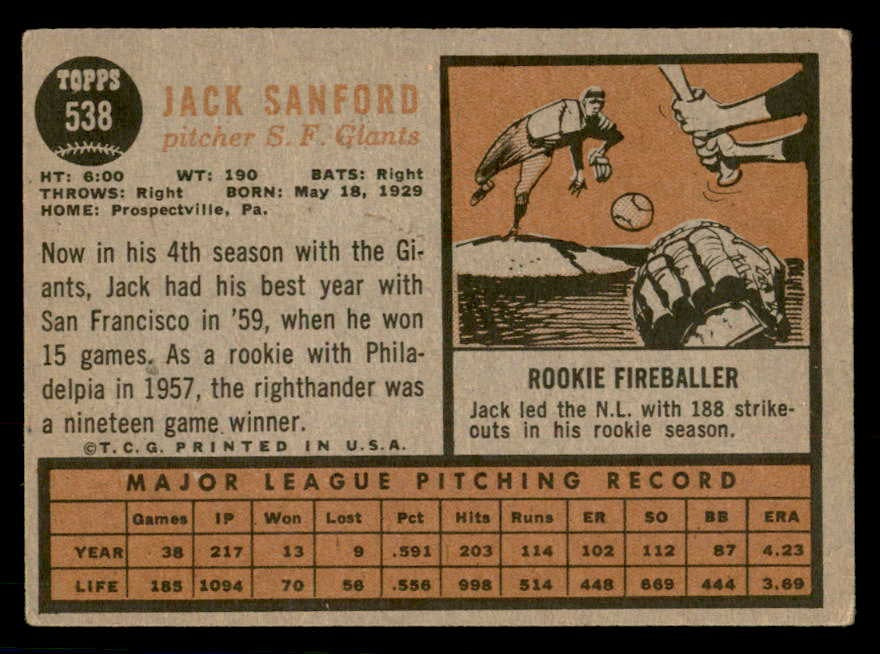 TOPPS
538
JACK SANFORD
pitcher S. F. Giants
HT: 6:00 WT: 190 BATS: Right
THROWS: Right BORN: May 18, 1929
HOME: Prospectville, Pa.
Now in his 4th season with the Gi-
ants, Jack had his best year with
San Francisco in '59, when he won
15 games. As a rookie with Phila-
delpia in 1957, the righthander was
a nineteen game winner.
©T.C.G. PRINTED IN U.S.A.
ROOKIE FIREBALLER
Jack led the N.L. with 188 strike-
outs in his rookie season.
MAJOR LEAGUE PITCHING RECORD
Games IP Won Lost Pct Hits Runs ER SO BB ERA
YEAR 38 217 13 9 .591 203 114 102 112 87 4.23
LIFE 185 1094 70 56 .556 998 514 448 669 444 3.69